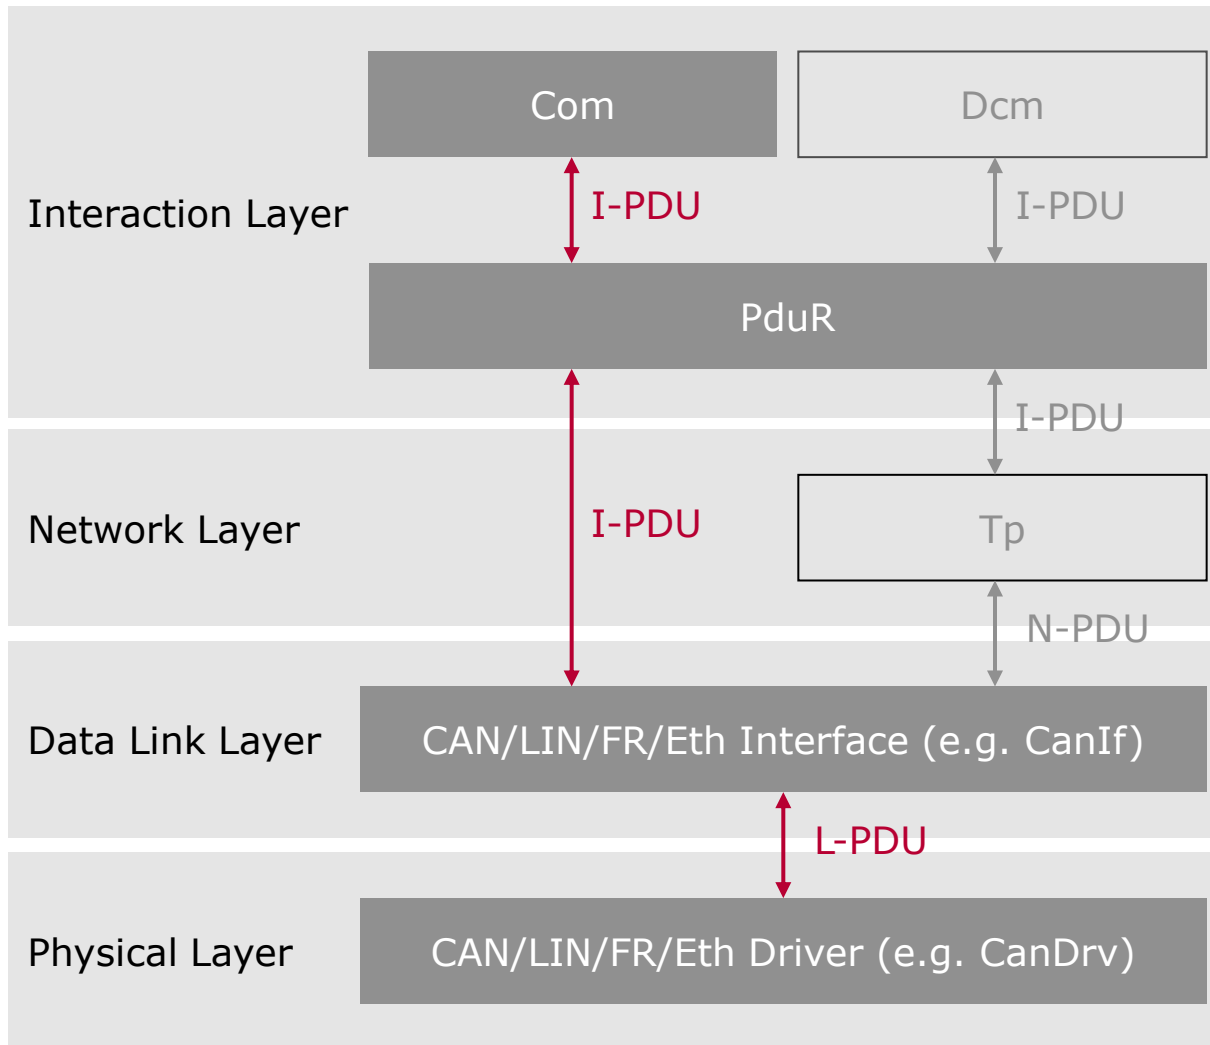 Com
Dcm
Interaction Layer
I-PDU
I-PDU
PduR
I-PDU
Network Layer
I-PDU
Tp
N-PDU
Data Link Layer
CAN/LIN/FR/Eth Interface (e.g. CanIf)
L-PDU
Physical Layer
CAN/LIN/FR/Eth Driver (e.g. CanDrv)